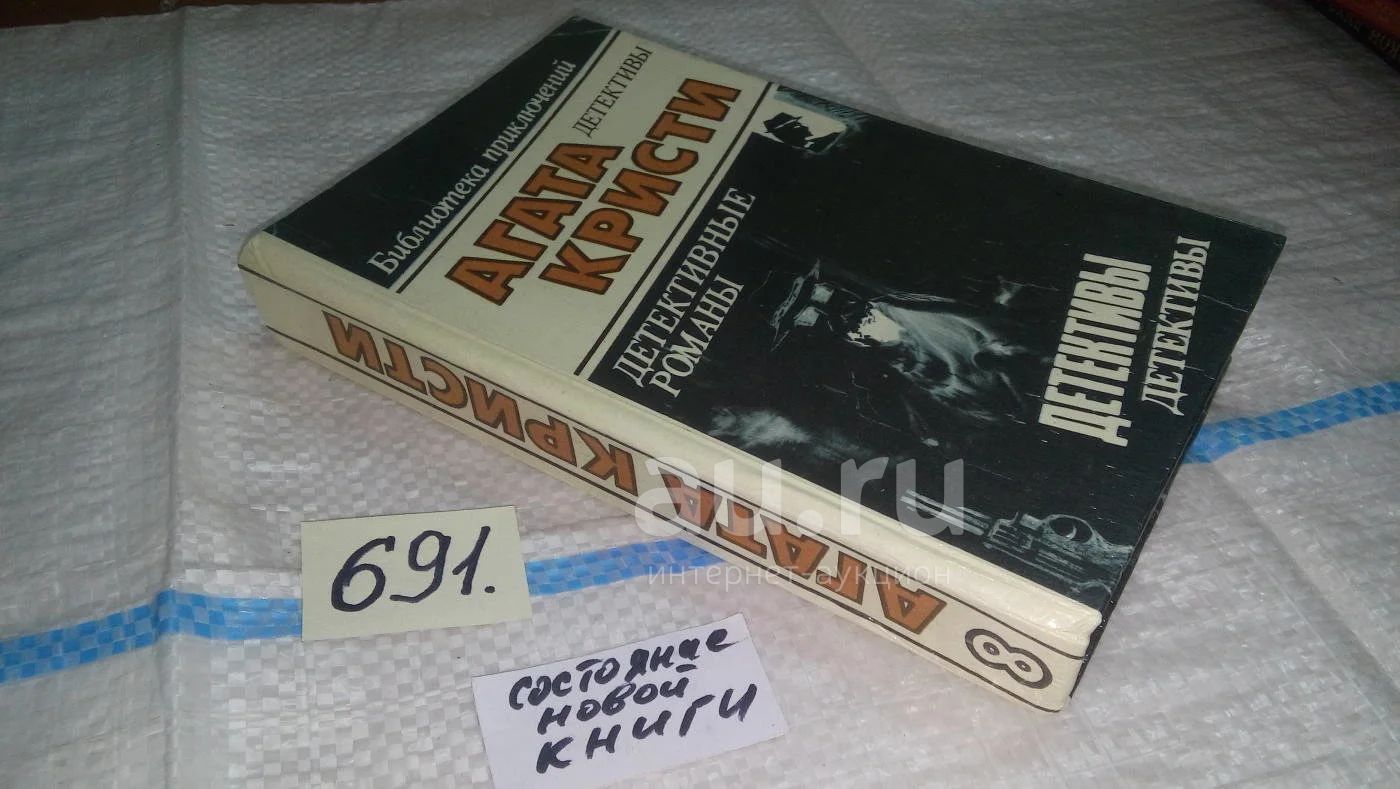 Библиотека приключений
ДЕТЕКТИВЫ
АГАТА
КРИСТИ
ДЕТЕКТИВНЫЕ
РОМАНЫ
ДЕТЕКТИВЫ
ДЕТЕКТИВЫ
АГАТА КРИСТИ
8
au.ru
интернет аукцион
691.
состояние
новой
книги